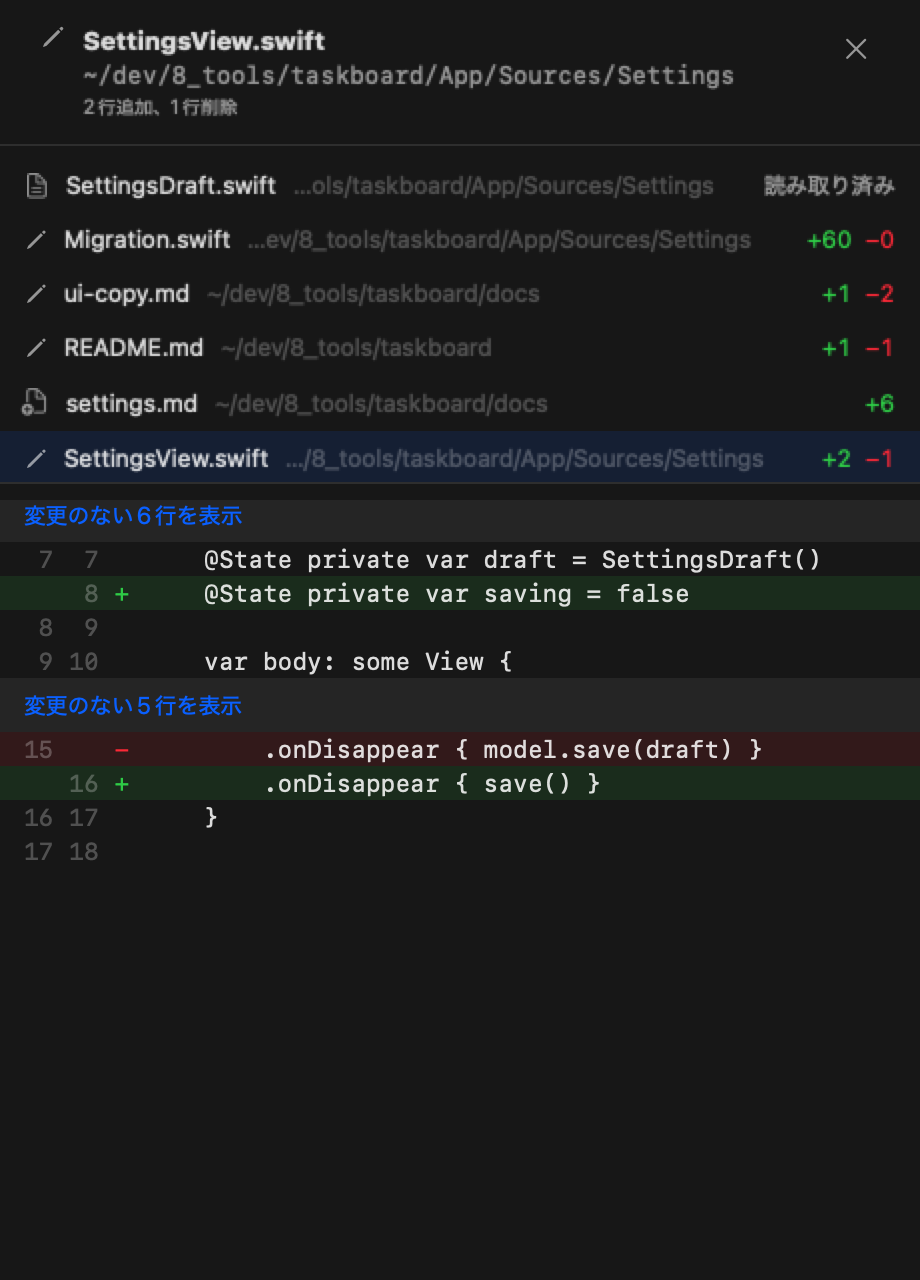 SettingsView.swift
~/dev/8_tools/taskboard/App/Sources/Settings
2行追加、1行削除
SettingsDraft.swift …ols/taskboard/App/Sources/Settings 読み取り済み
Migration.swift …ev/8_tools/taskboard/App/Sources/Settings +60 −0
ui-copy.md ~/dev/8_tools/taskboard/docs +1 −2
README.md ~/dev/8_tools/taskboard +1 −1
settings.md ~/dev/8_tools/taskboard/docs +6
SettingsView.swift …/8_tools/taskboard/App/Sources/Settings +2 −1
変更のない6行を表示
7 7 @State private var draft = SettingsDraft()
8 + @State private var saving = false
8 9
9 10 var body: some View {
変更のない5行を表示
15 − .onDisappear { model.save(draft) }
16 + .onDisappear { save() }
16 17 }
17 18